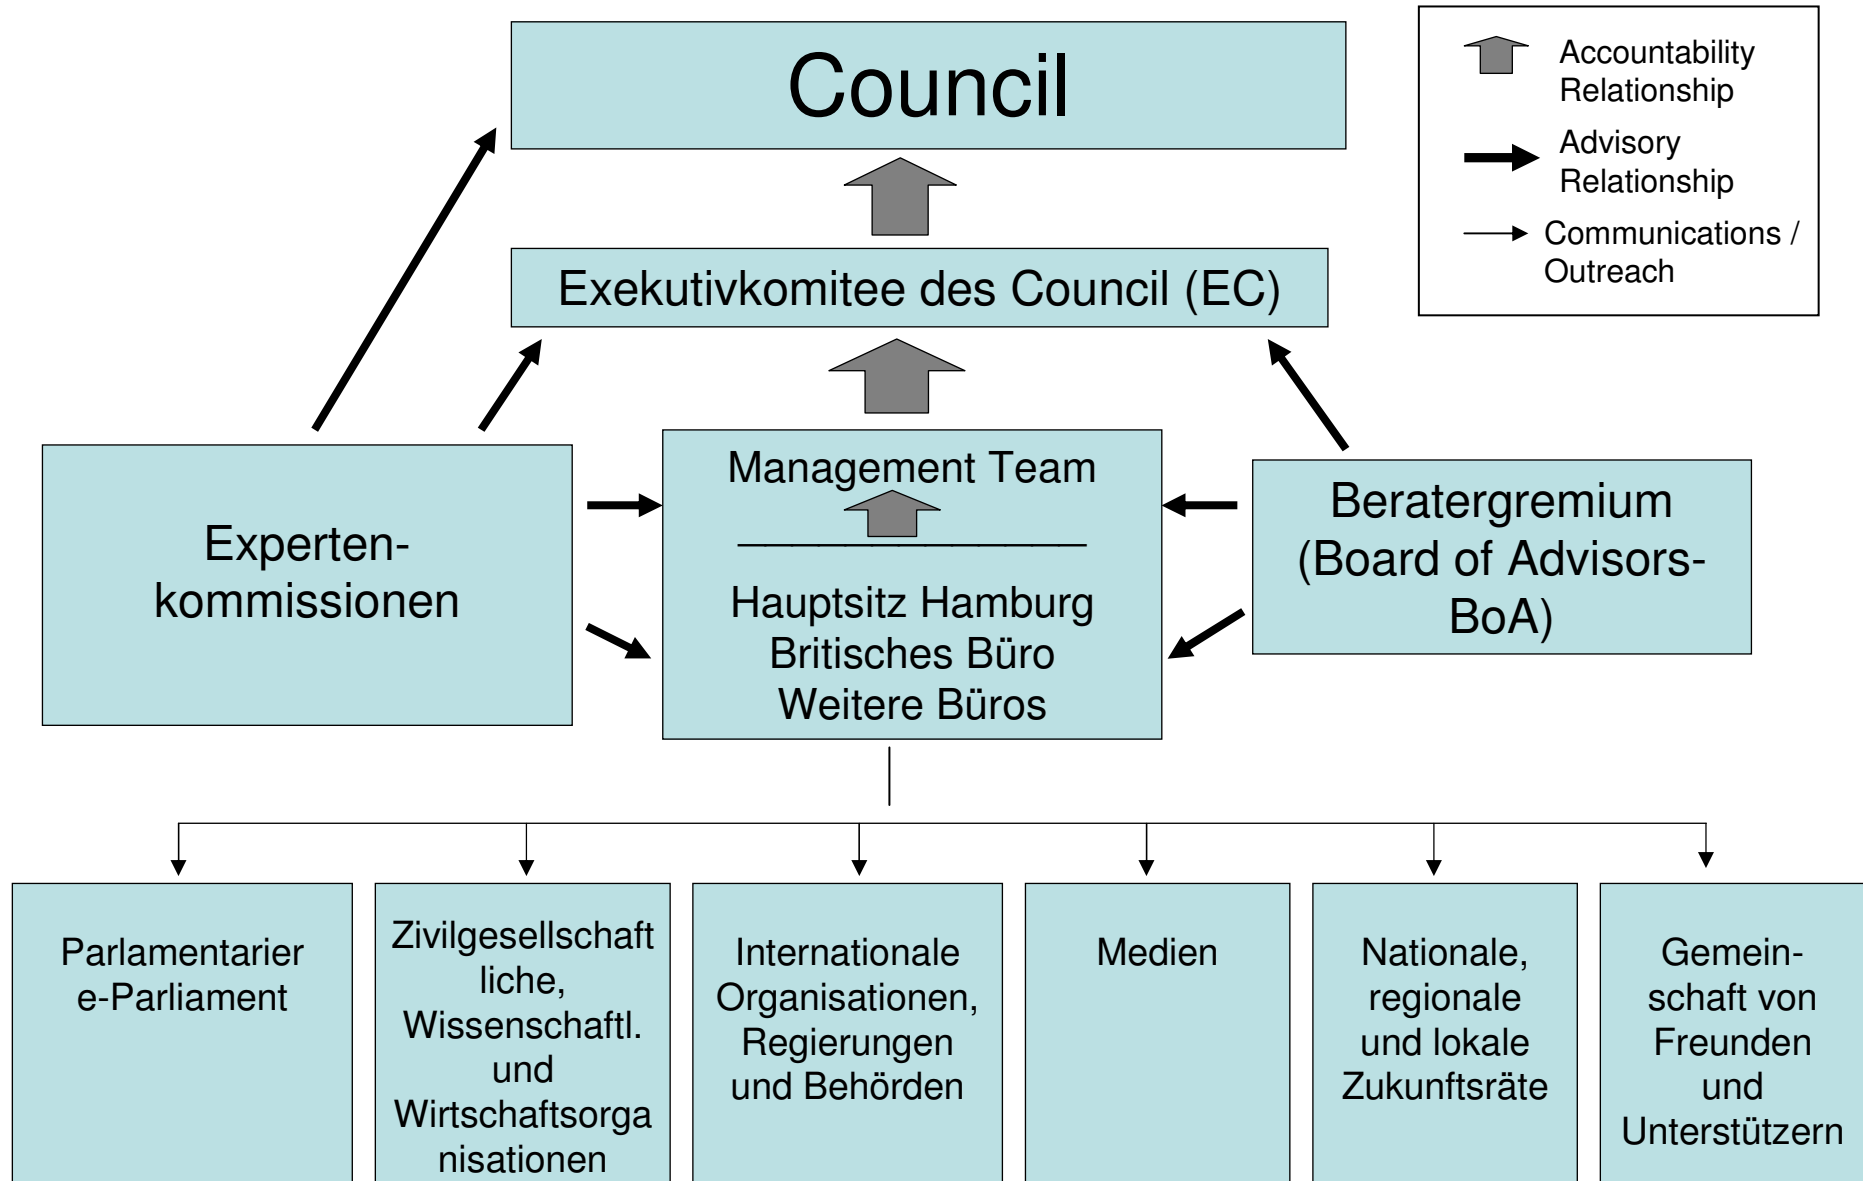 Council
Accountability
Relationship
Advisory
Relationship
Communications /
Outreach
Exekutivkomitee des Council (EC)
Experten-
kommissionen
Management Team
Hauptsitz Hamburg
Britisches Büro
Weitere Büros
Beratergremium
(Board of Advisors-
BoA)
Parlamentarier
e-Parliament
Zivilgesellschaft
liche,
Wissenschaftl.
und
Wirtschaftsorga
nisationen
Internationale
Organisationen,
Regierungen
und Behörden
Medien
Nationale,
regionale
und lokale
Zukunftsräte
Gemein-
schaft von
Freunden
und
Unterstützern